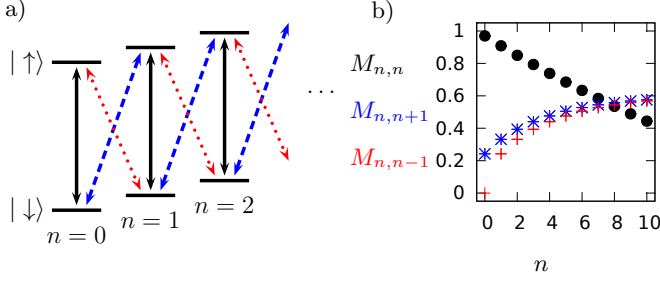 a)
| ↑⟩
| ↓⟩
n = 0
n = 1
n = 2
...
b)
M_{n,n}
M_{n,n+1}
M_{n,n−1}
1
0.8
0.6
0.4
0.2
0
0 2 4 6 8 10
n